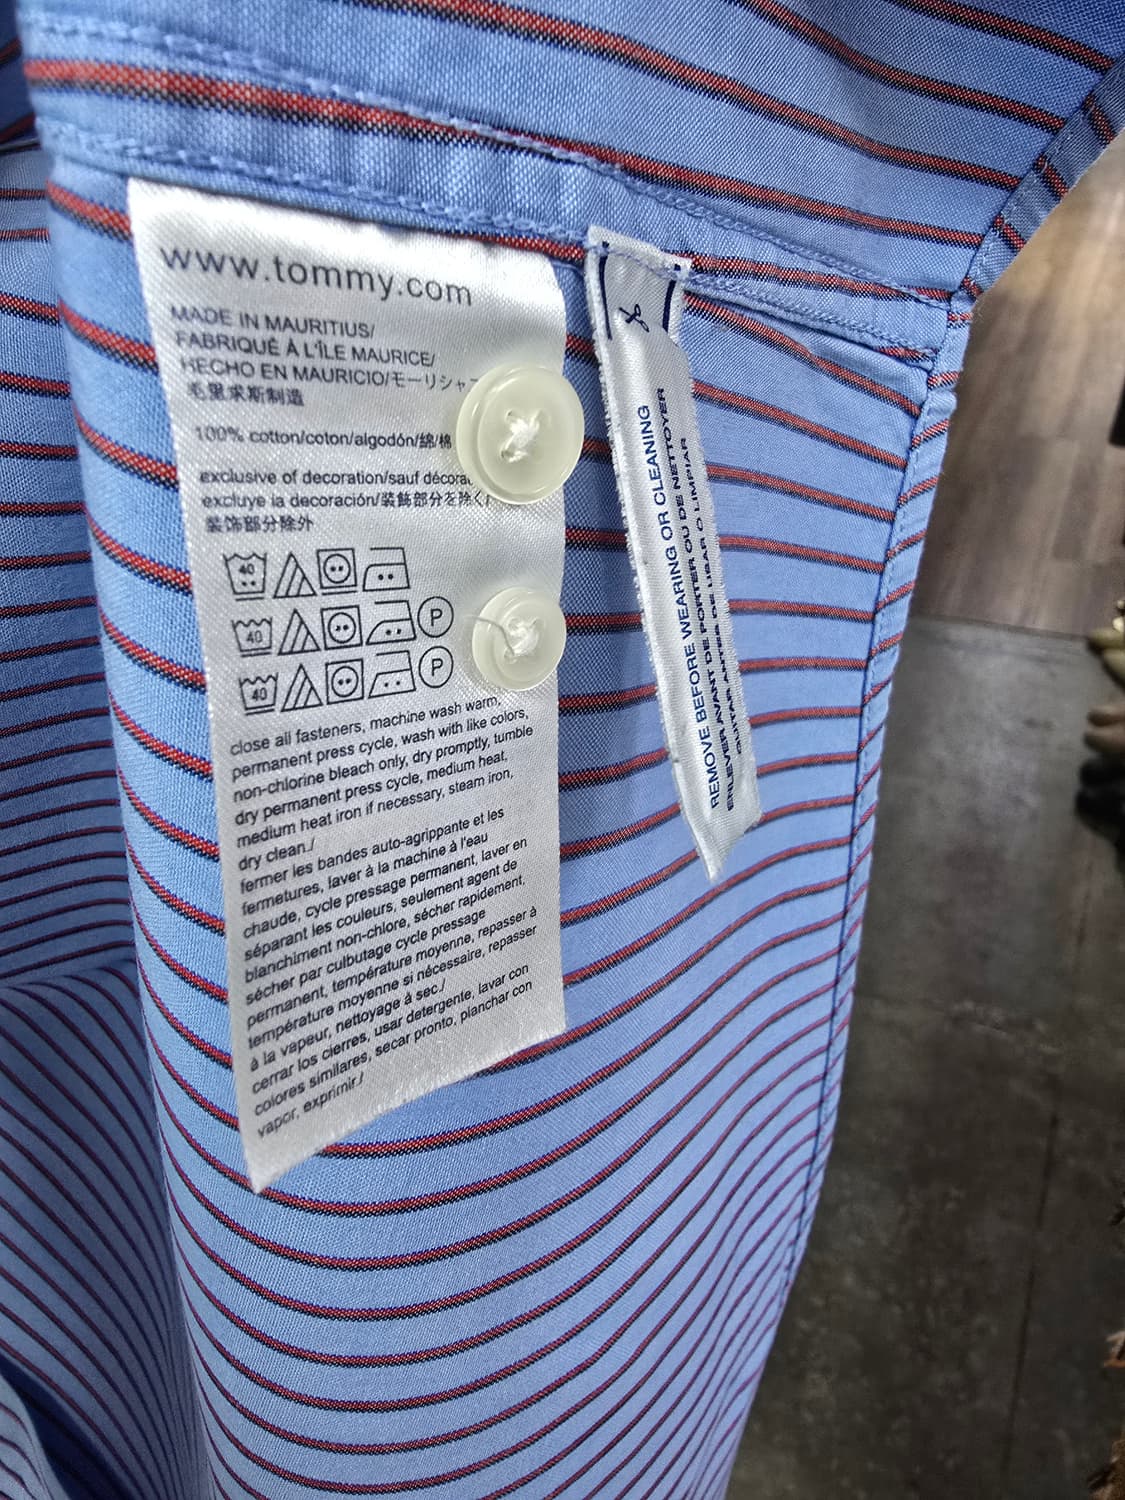 www.tommy.com
MADE IN MAURITIUS/
FABRIQUÉ À L'ÎLE MAURICE/
HECHO EN MAURICIO/モーリシャ
毛里求斯制造
100% cotton/coton/algodón/綿/棉
exclusive of decoration/sauf décora
excluye la decoración/装飾部分を除く/
装饰部分除外
40
40 P
40 P
close all fasteners, machine wash warm,
permanent press cycle, wash with like colors,
non-chlorine bleach only, dry promptly, tumble
dry permanent press cycle, medium heat,
medium heat iron if necessary, steam iron,
dry clean./
fermer les bandes auto-agrippante et les
fermetures, laver à la machine à l'eau
chaude, cycle pressage permanent, laver en
séparant les couleurs, seulement agent de
blanchiment non-chlore, sécher rapidement,
sécher par culbutage cycle pressage
permanent, température moyenne, repasser à
température moyenne si nécessaire, repasser
à la vapeur, nettoyage à sec./
cerrar los cierres, usar detergente, lavar con
colores similares, secar pronto, planchar con
vapor, exprimir./
REMOVE BEFORE WEARING OR CLEANING
ENLEVER AVANT DE PORTER OU DE NETTOYER
QUITAR ANTES DE USAR O LIMPIAR